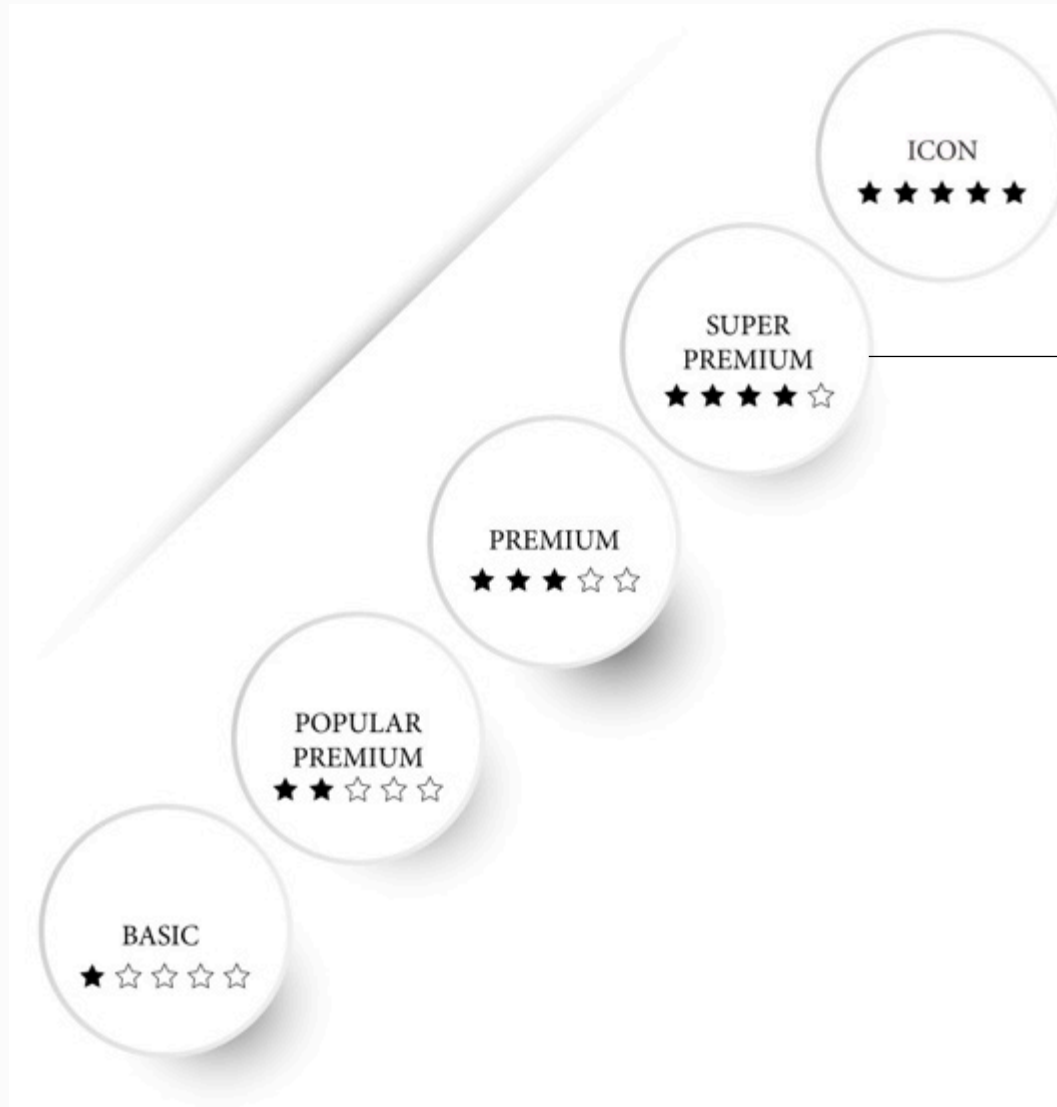 ICON
★ ★ ★ ★ ★
SUPER
PREMIUM
★ ★ ★ ★ ☆
PREMIUM
★ ★ ★ ☆ ☆
POPULAR
PREMIUM
★ ★ ☆ ☆ ☆
BASIC
★ ☆ ☆ ☆ ☆